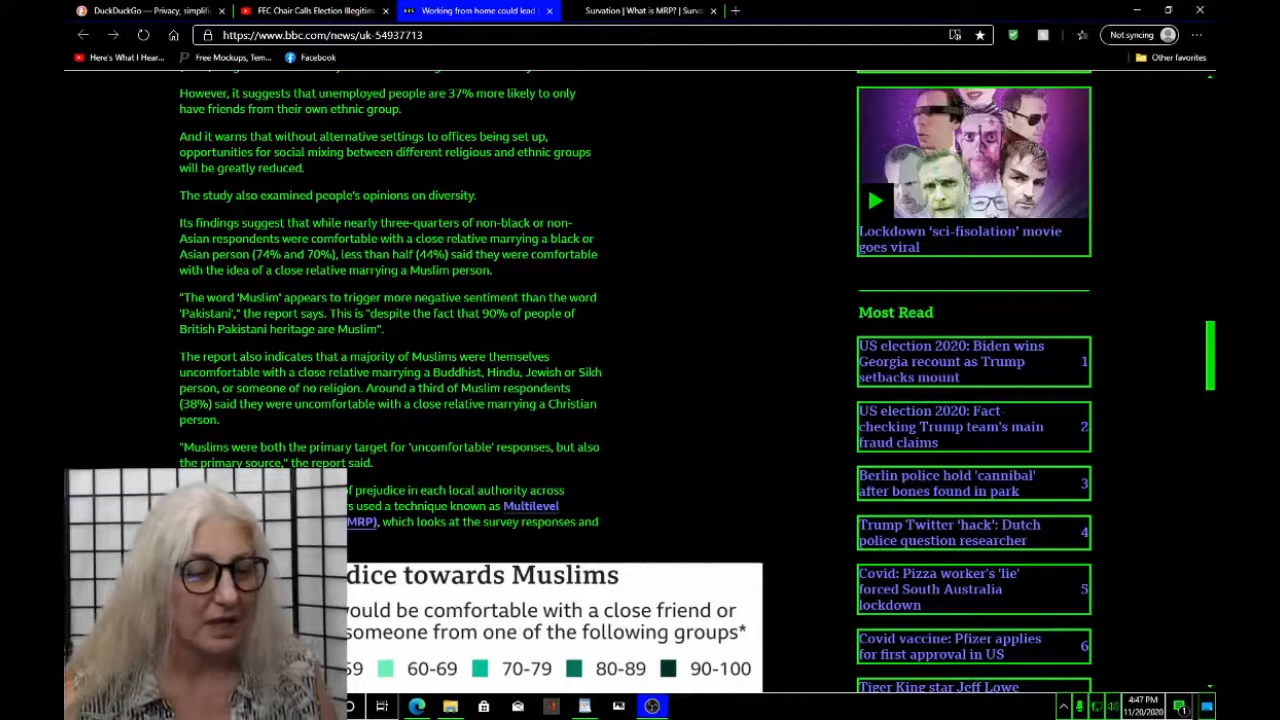 DuckDuckGo — Privacy, simplifi
FEC Chair Calls Election Illegitim
Working from home could lead
Survation | What is MRP? | Surv
https://www.bbc.com/news/uk-54937713
Not syncing
Here's What I Hear...
Free Mockups, Tem...
Facebook
Other favorites
However, it suggests that unemployed people are 37% more likely to only
have friends from their own ethnic group.
And it warns that without alternative settings to offices being set up,
opportunities for social mixing between different religious and ethnic groups
will be greatly reduced.
The study also examined people's opinions on diversity.
Its findings suggest that while nearly three-quarters of non-black or non-
Asian respondents were comfortable with a close relative marrying a black or
Asian person (74% and 70%), less than half (44%) said they were comfortable
with the idea of a close relative marrying a Muslim person.
"The word 'Muslim' appears to trigger more negative sentiment than the word
'Pakistani'," the report says. This is "despite the fact that 90% of people of
British Pakistani heritage are Muslim".
The report also indicates that a majority of Muslims were themselves
uncomfortable with a close relative marrying a Buddhist, Hindu, Jewish or Sikh
person, or someone of no religion. Around a third of Muslim respondents
(38%) said they were uncomfortable with a close relative marrying a Christian
person.
"Muslims were both the primary target for 'uncomfortable' responses, but also
the primary source," the report said.
of prejudice in each local authority across
s used a technique known as Multilevel
(MRP), which looks at the survey responses and
dice towards Muslims
would be comfortable with a close friend or
someone from one of the following groups*
59 60-69 70-79 80-89 90-100
Lockdown 'sci-fisolation' movie
goes viral
Most Read
US election 2020: Biden wins
Georgia recount as Trump
setbacks mount
1
US election 2020: Fact-
checking Trump team's main
fraud claims
2
Berlin police hold 'cannibal'
after bones found in park
3
Trump Twitter 'hack': Dutch
police question researcher
4
Covid: Pizza worker's 'lie'
forced South Australia
lockdown
5
Covid vaccine: Pfizer applies
for first approval in US
6
Tiger King star Jeff Lowe
4:47 PM
11/20/2020